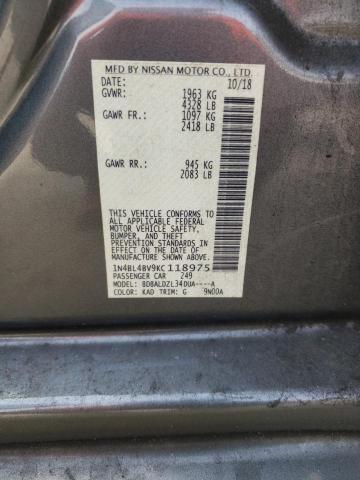 MFD BY NISSAN MOTOR CO., LTD.
DATE: 10/18
GVWR: 1963 KG
4328 LB
GAWR FR.: 1097 KG
2418 LB
GAWR RR.: 945 KG
2083 LB
THIS VEHICLE CONFORMS TO
ALL APPLICABLE FEDERAL
MOTOR VEHICLE SAFETY,
BUMPER, AND THEFT
PREVENTION STANDARDS IN
EFFECT ON THE DATE OF
MANUFACTURE SHOWN ABOVE.
1N4BL4BV9KC118975
PASSENGER CAR 249
MODEL: BDBALDZL34DUA----A
COLOR: KAD TRIM: G 9N00A